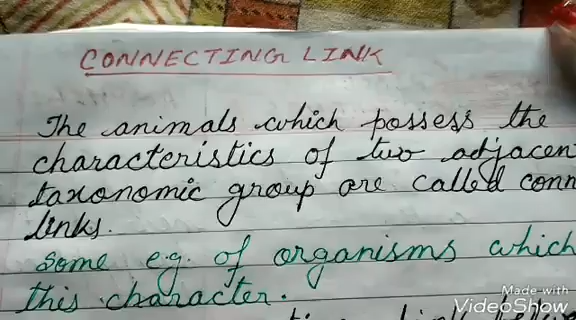 CONNECTING LINK
The animals which possess the
characteristics of two adjacen
taxonomic group are called conn
links.
Some e.g. of organisms which
this character.
Made with
VideoShow